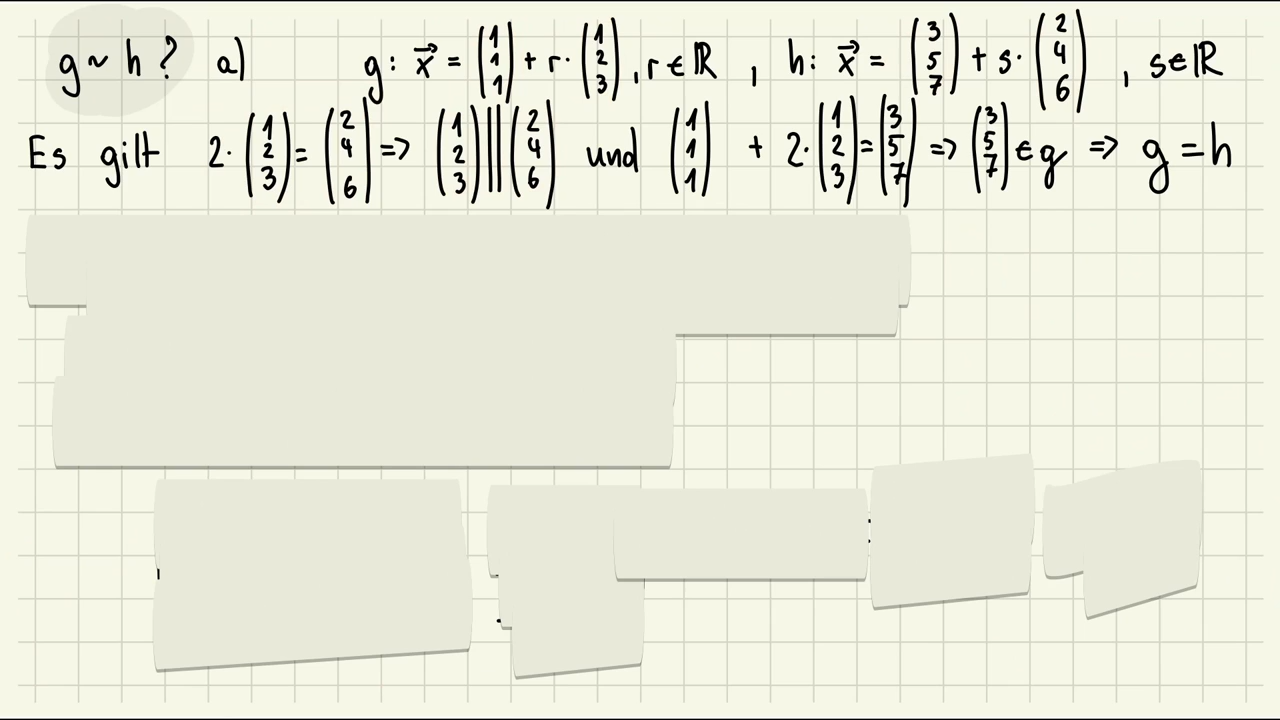 g ~ h ? a) g: x⃗ = (1 1 1) + r · (1 2 3) , r ∈ ℝ , h: x⃗ = (3 5 7) + s · (2 4 6) , s ∈ ℝ
Es gilt 2 · (1 2 3) = (2 4 6) => (1 2 3) || (2 4 6) und (1 1 1) + 2 · (1 2 3) = (3 5 7) => (3 5 7) ∈ g => g = h